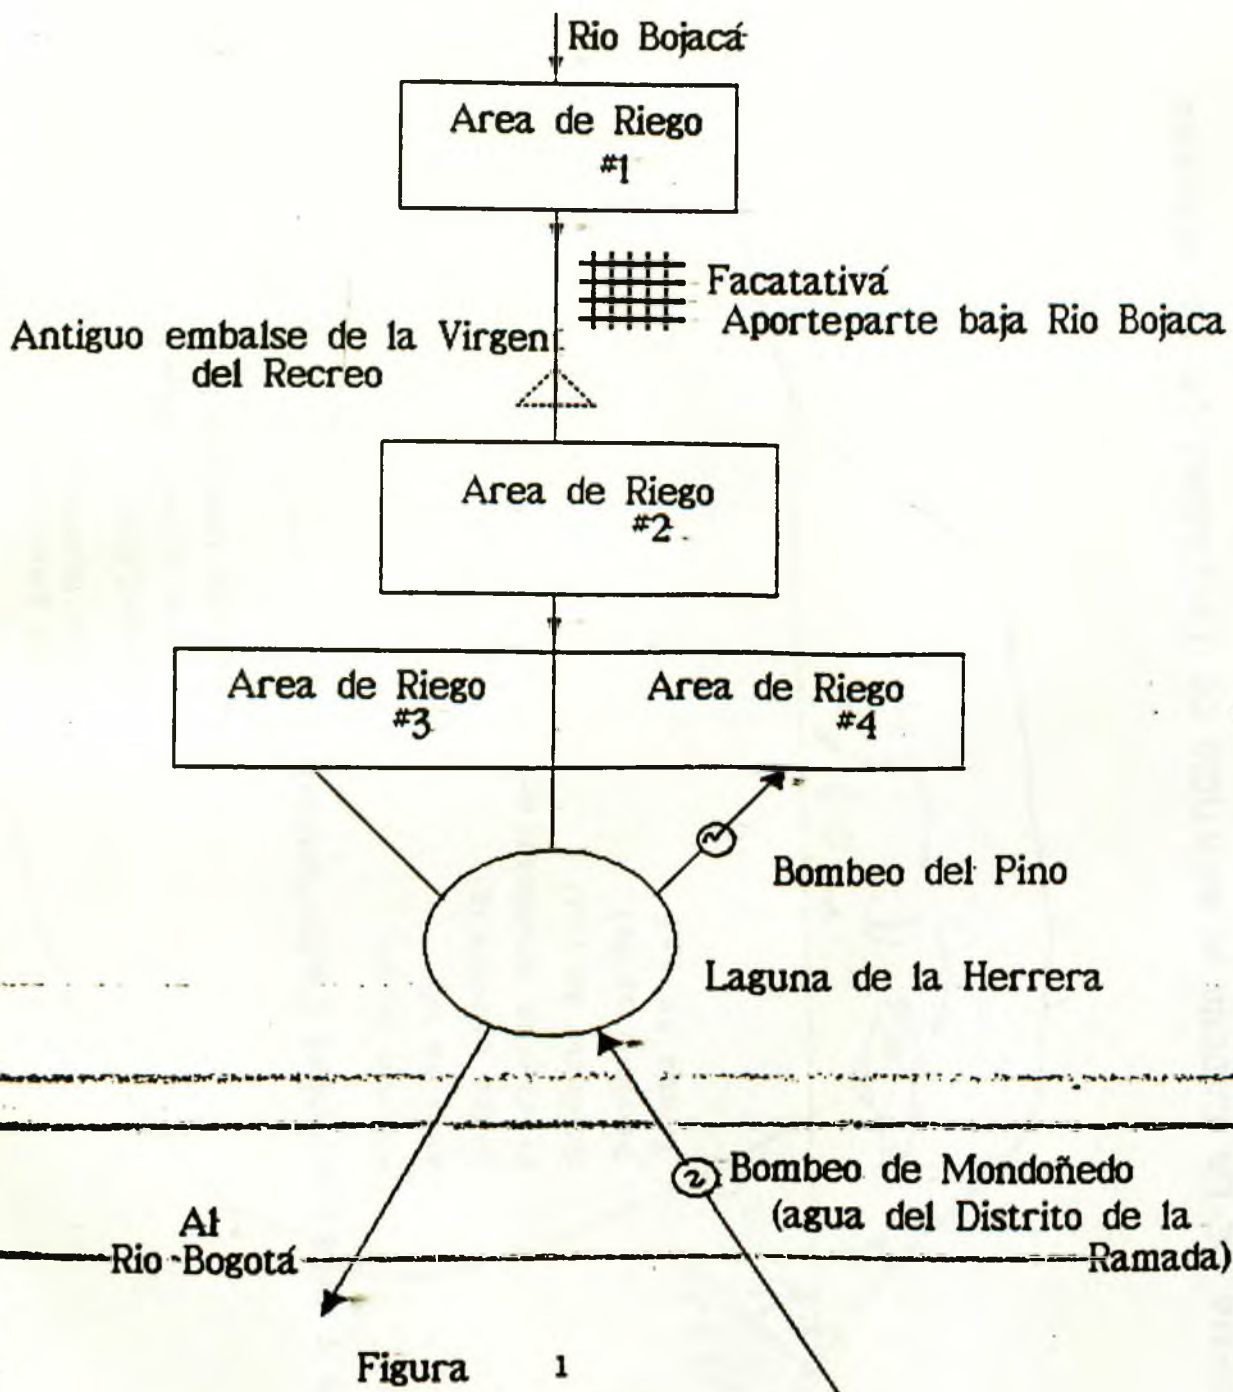 Rio Bojacá
Area de Riego
#1
Facatativá
Aporteparte baja Rio Bojaca
Antiguo embalse de la Virgen
del Recreo
Area de Riego
#2
Area de Riego
#3
Area de Riego
#4
Bombeo del Pino
Laguna de la Herrera
Bombeo de Mondoñedo
(agua del Distrito de la
Ramada)
Al
Rio Bogotá
Figura 1